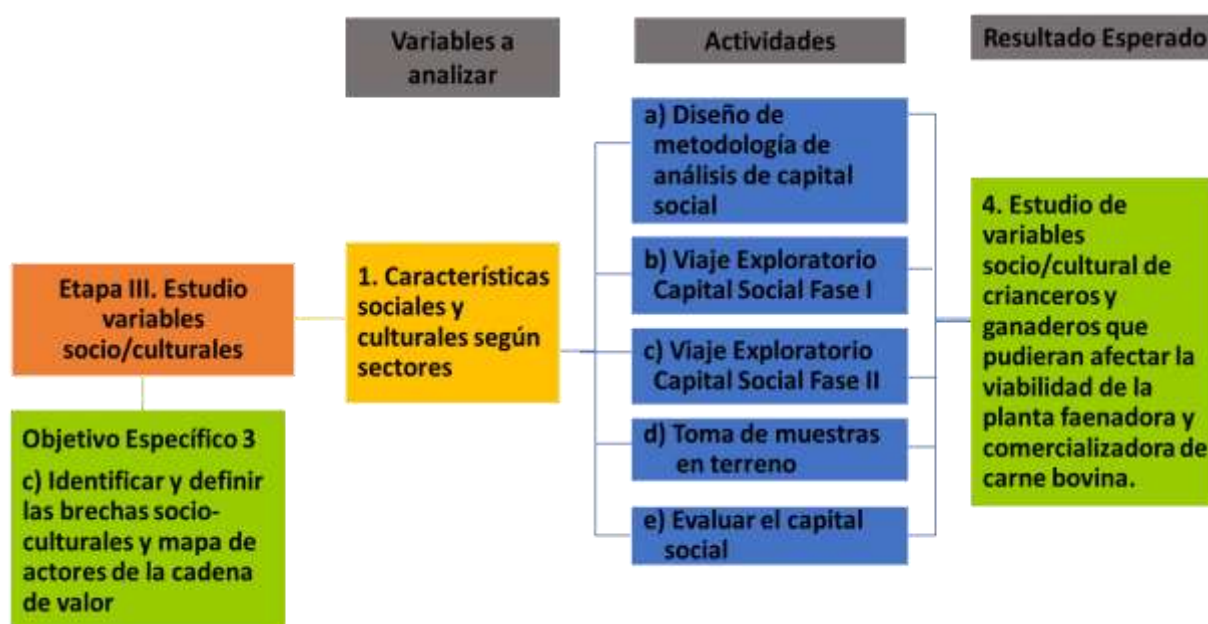 Variables a
analizar
Actividades
Resultado Esperado
Etapa III. Estudio
variables
socio/culturales
Objetivo Específico 3
c) Identificar y definir
las brechas socio-
culturales y mapa de
actores de la cadena
de valor
1. Características
sociales y
culturales según
sectores
a) Diseño de
metodología de
análisis de capital
social
b) Viaje Exploratorio
Capital Social Fase I
c) Viaje Exploratorio
Capital Social Fase II
d) Toma de muestras
en terreno
e) Evaluar el capital
social
4. Estudio de
variables
socio/cultural de
crianceros y
ganaderos que
pudieran afectar la
viabilidad de la
planta faenadora y
comercializadora de
carne bovina.